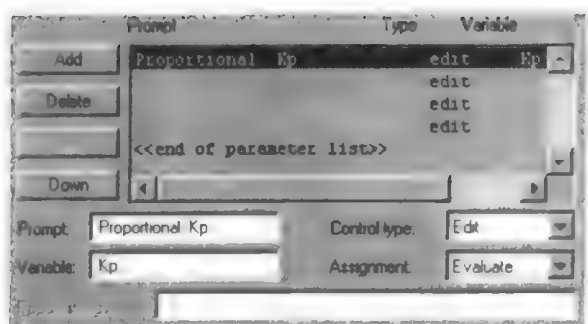 Prompt Type Variable
Add
Proportional Kp edit Kp
Delete
edit
edit
edit
<<end of parameter list>>
Down
Prompt: Proportional Kp Control type: Edit
Variable: Kp Assignment: Evaluate